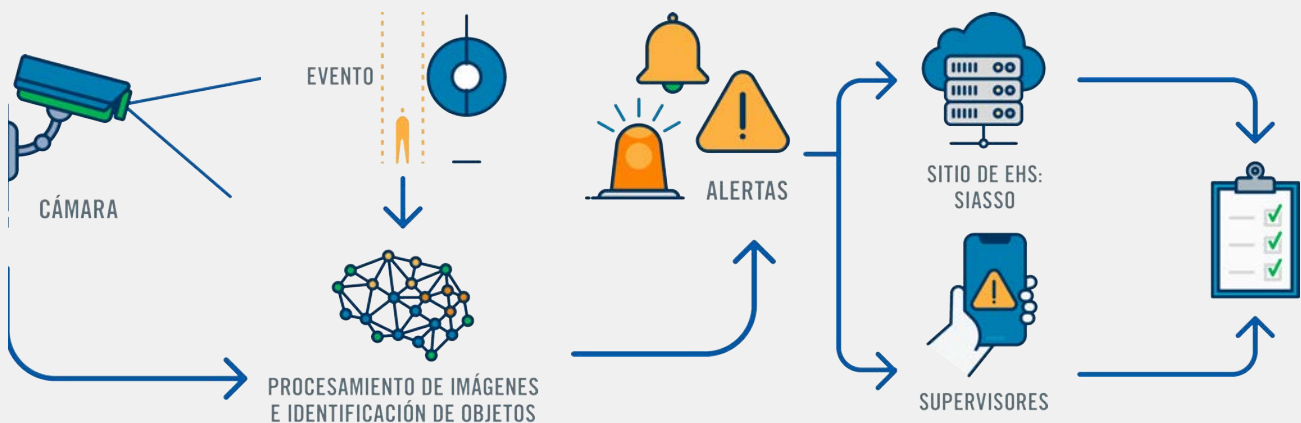 EVENTO
CÁMARA
ALERTAS
SITIO DE EHS:
SIASSO
PROCESAMIENTO DE IMÁGENES
E IDENTIFICACIÓN DE OBJETOS
SUPERVISORES